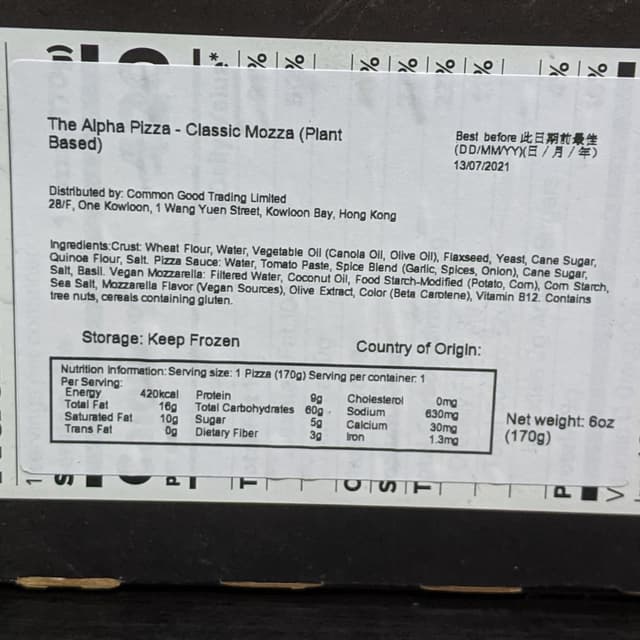 The Alpha Pizza - Classic Mozza (Plant
Based)
Best before 此日期前最佳
(DD/MM/YY)(日/月/年)
13/07/2021
Distributed by: Common Good Trading Limited
28/F, One Kowloon, 1 Wang Yuen Street, Kowloon Bay, Hong Kong
Ingredients:Crust: Wheat Flour, Water, Vegetable Oil (Canola Oil, Olive Oil), Flaxseed, Yeast, Cane Sugar,
Quinoa Flour, Salt. Pizza Sauce: Water, Tomato Paste, Spice Blend (Garlic, Spices, Onion), Cane Sugar,
Salt, Basil. Vegan Mozzarella: Filtered Water, Coconut Oil, Food Starch-Modified (Potato, Corn), Corn Starch,
Sea Salt, Mozzarella Flavor (Vegan Sources), Olive Extract, Color (Beta Carotene), Vitamin B12. Contains
tree nuts, cereals containing gluten.
Storage: Keep Frozen
Country of Origin:
Nutrition Information: Serving size: 1 Pizza (170g) Serving per container: 1
Per Serving:
Energy 420kcal Protein 9g Cholesterol 0mg
Total Fat 16g Total Carbohydrates 60g Sodium 630mg
Saturated Fat 10g Sugar 5g Calcium 30mg
Trans Fat 0g Dietary Fiber 3g Iron 1.3mg
Net weight: 6oz
(170g)